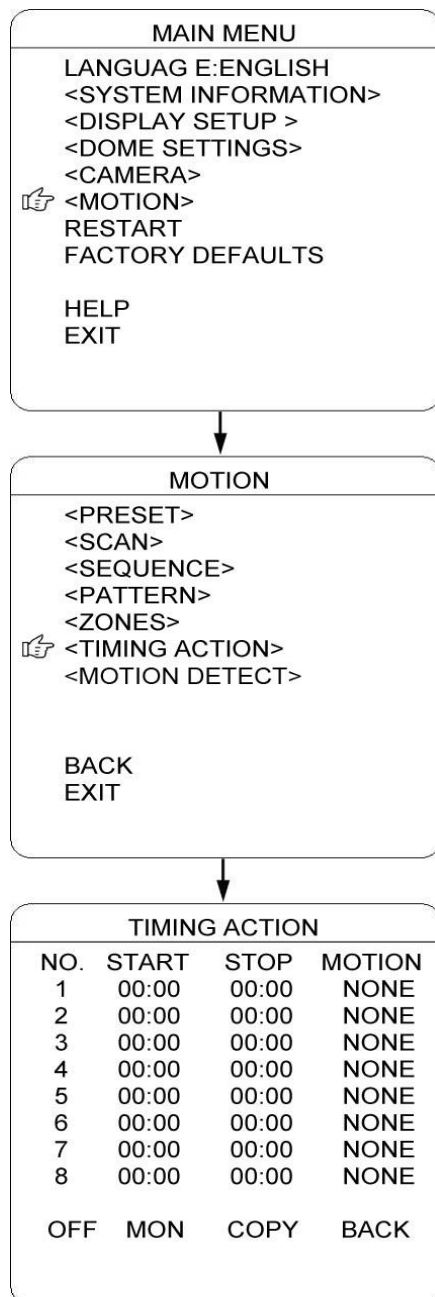 MAIN MENU
LANGUAG E:ENGLISH
<SYSTEM INFORMATION>
<DISPLAY SETUP >
<DOME SETTINGS>
<CAMERA>
<MOTION>
RESTART
FACTORY DEFAULTS
HELP
EXIT
MOTION
<PRESET>
<SCAN>
<SEQUENCE>
<PATTERN>
<ZONES>
<TIMING ACTION>
<MOTION DETECT>
BACK
EXIT
TIMING ACTION
NO. START STOP MOTION
1 00:00 00:00 NONE
2 00:00 00:00 NONE
3 00:00 00:00 NONE
4 00:00 00:00 NONE
5 00:00 00:00 NONE
6 00:00 00:00 NONE
7 00:00 00:00 NONE
8 00:00 00:00 NONE
OFF MON COPY BACK